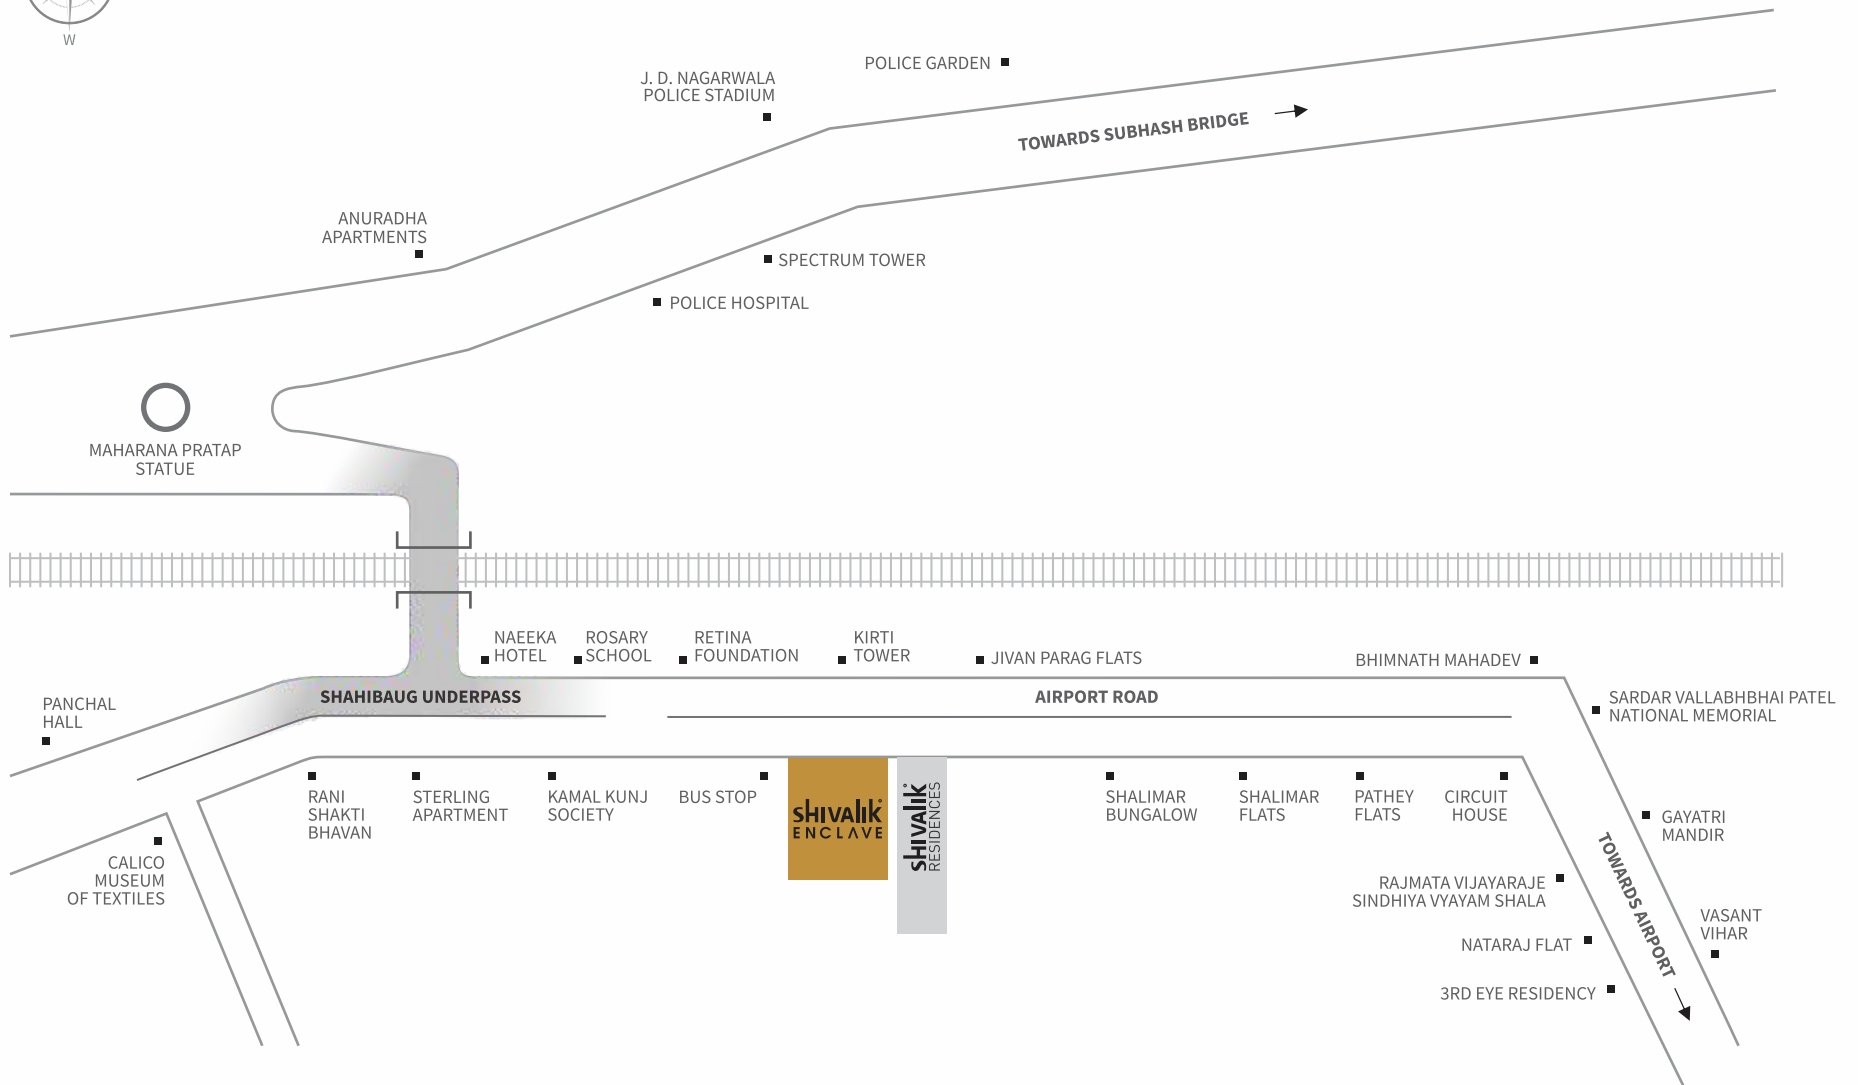 W
POLICE GARDEN
J. D. NAGARWALA
POLICE STADIUM
TOWARDS SUBHASH BRIDGE
ANURADHA
APARTMENTS
SPECTRUM TOWER
POLICE HOSPITAL
MAHARANA PRATAP
STATUE
NAEEKA
HOTEL
ROSARY
SCHOOL
RETINA
FOUNDATION
KIRTI
TOWER
JIVAN PARAG FLATS
BHIMNATH MAHADEV
SHAHIBAUG UNDERPASS
AIRPORT ROAD
SARDAR VALLABHBHAI PATEL
NATIONAL MEMORIAL
PANCHAL
HALL
RANI
SHAKTI
BHAVAN
STERLING
APARTMENT
KAMAL KUNJ
SOCIETY
BUS STOP
SHIVALIK
ENCLAVE
SHIVALIK
RESIDENCES
SHALIMAR
BUNGALOW
SHALIMAR
FLATS
PATHEY
FLATS
CIRCUIT
HOUSE
GAYATRI
MANDIR
CALICO
MUSEUM
OF TEXTILES
TOWARDS AIRPORT
RAJMATA VIJAYARAJE
SINDHIYA VYAYAM SHALA
VASANT
VIHAR
NATARAJ FLAT
3RD EYE RESIDENCY